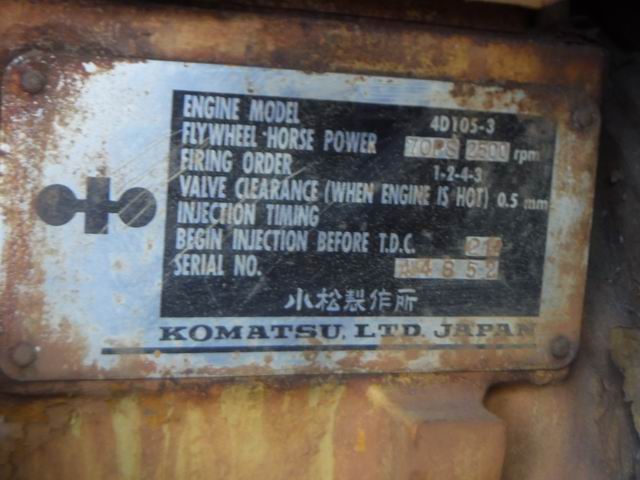 ENGINE MODEL 4D105-3
FLYWHEEL HORSE POWER 70PS 2500 rpm
FIRING ORDER 1-2-4-3
VALVE CLEARANCE (WHEN ENGINE IS HOT) 0.5 mm
INJECTION TIMING
BEGIN INJECTION BEFORE T.D.C.
SERIAL NO.
小松製作所
KOMATSU, LTD. JAPAN